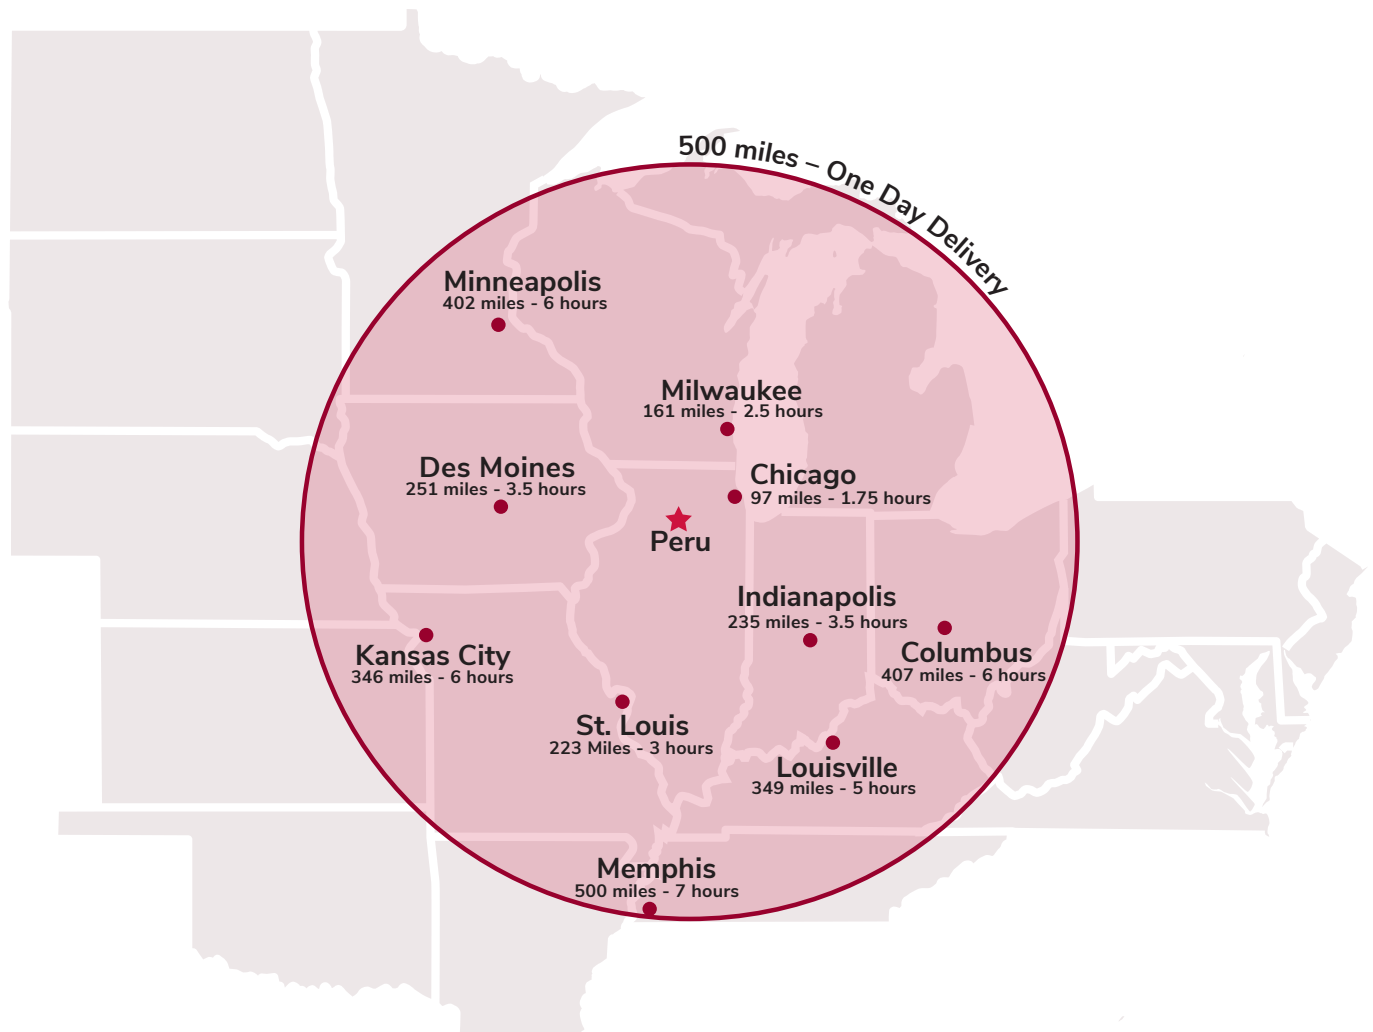 500 miles – One Day Delivery
Minneapolis
402 miles - 6 hours
Milwaukee
161 miles - 2.5 hours
Des Moines
251 miles - 3.5 hours
Chicago
97 miles - 1.75 hours
Peru
Indianapolis
235 miles - 3.5 hours
Columbus
407 miles - 6 hours
Kansas City
346 miles - 6 hours
St. Louis
223 Miles - 3 hours
Louisville
349 miles - 5 hours
Memphis
500 miles - 7 hours